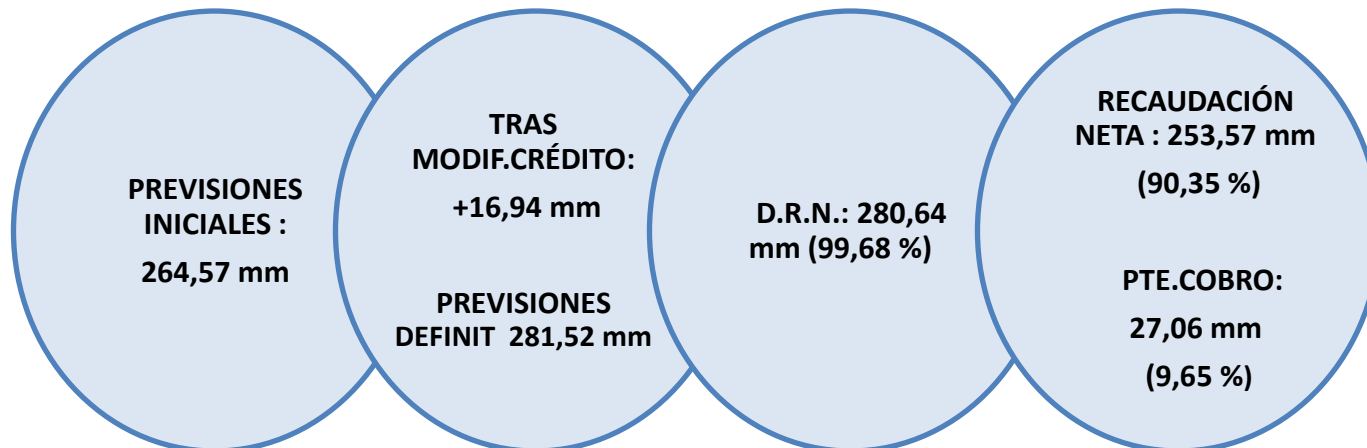 PREVISIONES
INICIALES :
264,57 mm
TRAS
MODIF.CRÉDITO:
+16,94 mm
PREVISIONES
DEFINIT  281,52 mm
D.R.N.: 280,64
mm (99,68 %)
RECAUDACIÓN
NETA : 253,57 mm
(90,35 %)
PTE.COBRO:
27,06 mm
(9,65 %)